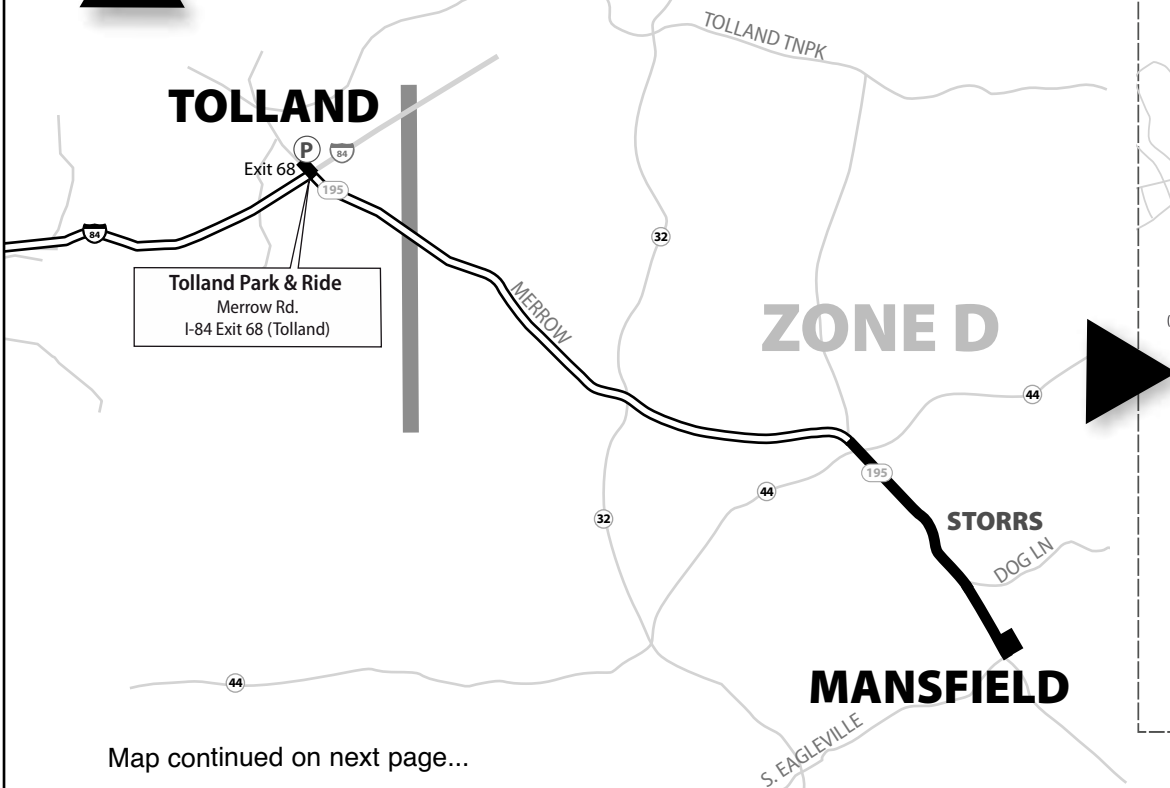 TOLLAND TNPK
TOLLAND
P
84
Exit 68
195
84
32
Tolland Park & Ride
Merrow Rd.
I-84 Exit 68 (Tolland)
MERROW
ZONE D
44
195
44
32
STORRS
DOG LN
44
MANSFIELD
S. EAGLEVILLE
Map continued on next page...